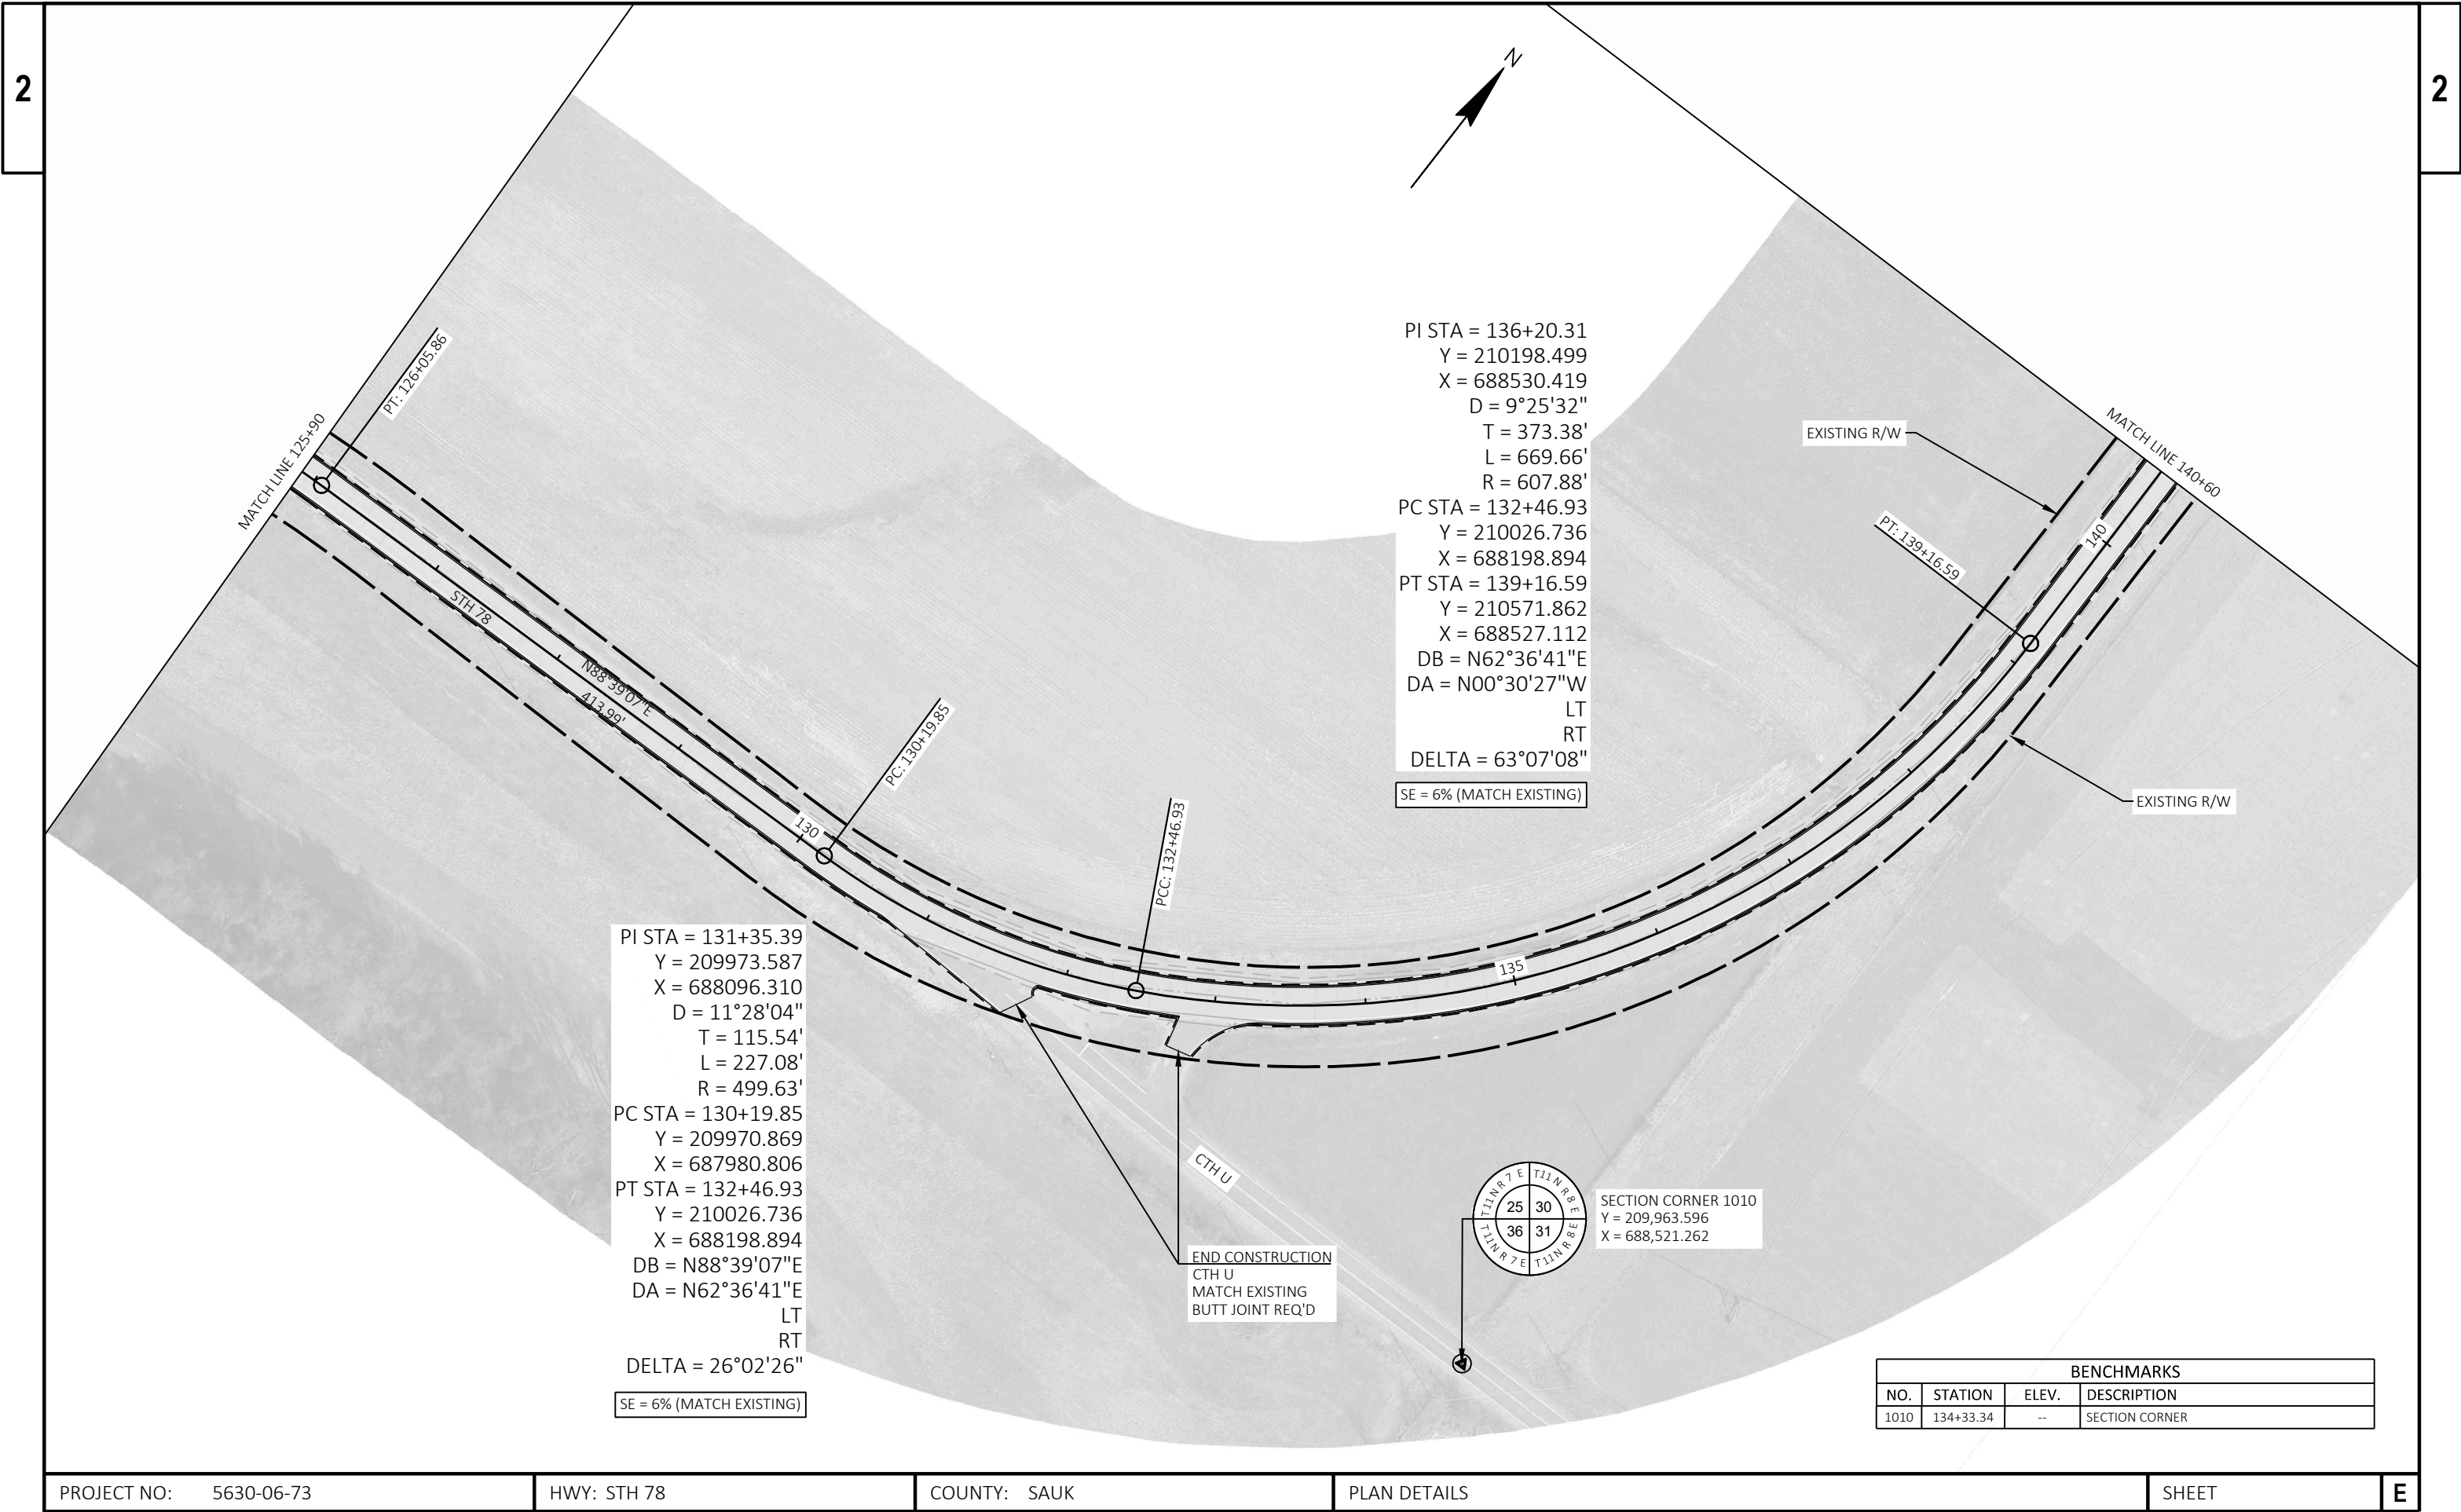 2
2
N
PT: 126+05.86
MATCH LINE 125+90
STH 78
N88°39'07"E
413.99'
130
PC: 130+19.85
PCC: 132+46.93
135
PI STA = 136+20.31
Y = 210198.499
X = 688530.419
D = 9°25'32"
T = 373.38'
L = 669.66'
R = 607.88'
PC STA = 132+46.93
Y = 210026.736
X = 688198.894
PT STA = 139+16.59
Y = 210571.862
X = 688527.112
DB = N62°36'41"E
DA = N00°30'27"W
LT
RT
DELTA = 63°07'08"
SE = 6% (MATCH EXISTING)
EXISTING R/W
MATCH LINE 140+60
PT: 139+16.59
140
EXISTING R/W
PI STA = 131+35.39
Y = 209973.587
X = 688096.310
D = 11°28'04"
T = 115.54'
L = 227.08'
R = 499.63'
PC STA = 130+19.85
Y = 209970.869
X = 687980.806
PT STA = 132+46.93
Y = 210026.736
X = 688198.894
DB = N88°39'07"E
DA = N62°36'41"E
LT
RT
DELTA = 26°02'26"
SE = 6% (MATCH EXISTING)
CTH U
END CONSTRUCTION
CTH U
MATCH EXISTING
BUTT JOINT REQ'D
T11N R 7 E
T11N R 8 E
25 30
36 31
T11N R 7 E
T11N R 8 E
SECTION CORNER 1010
Y = 209,963.596
X = 688,521.262
BENCHMARKS
NO. STATION ELEV. DESCRIPTION
1010 134+33.34 -- SECTION CORNER
PROJECT NO: 5630-06-73 HWY: STH 78 COUNTY: SAUK PLAN DETAILS SHEET E